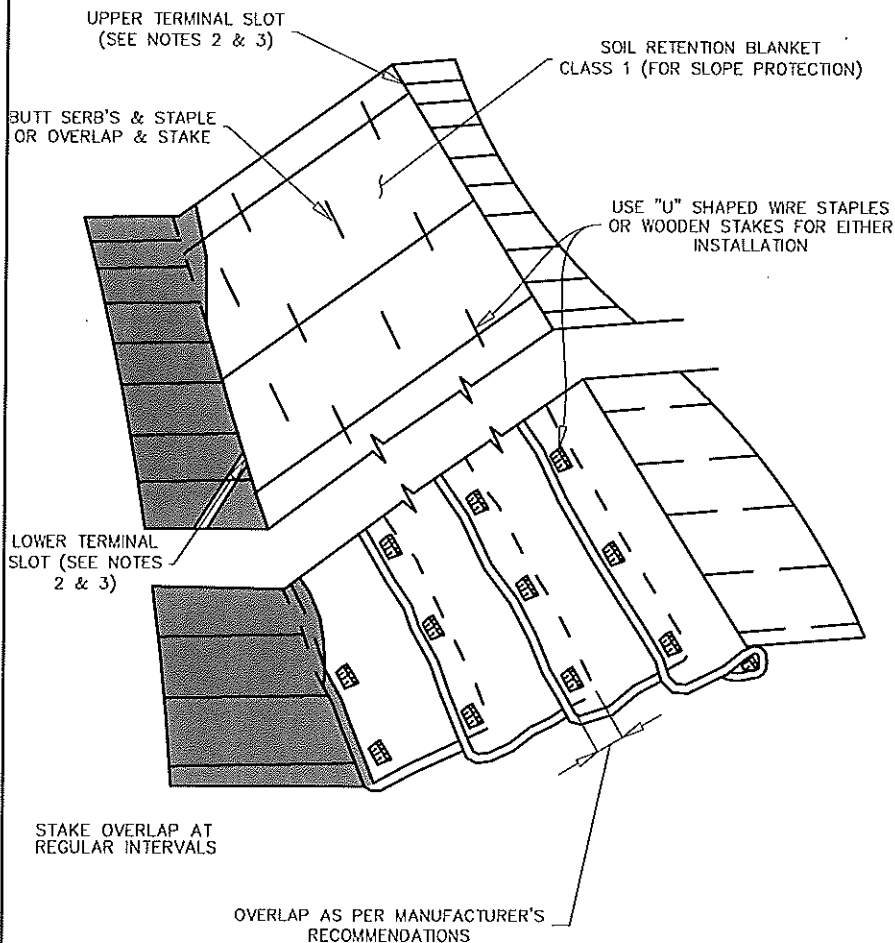 UPPER TERMINAL SLOT
(SEE NOTES 2 & 3)
SOIL RETENTION BLANKET
CLASS 1 (FOR SLOPE PROTECTION)
BUTT SERB'S & STAPLE
OR OVERLAP & STAKE
USE "U" SHAPED WIRE STAPLES
OR WOODEN STAKES FOR EITHER
INSTALLATION
LOWER TERMINAL
SLOT (SEE NOTES
2 & 3)
STAKE OVERLAP AT
REGULAR INTERVALS
OVERLAP AS PER MANUFACTURER'S
RECOMMENDATIONS